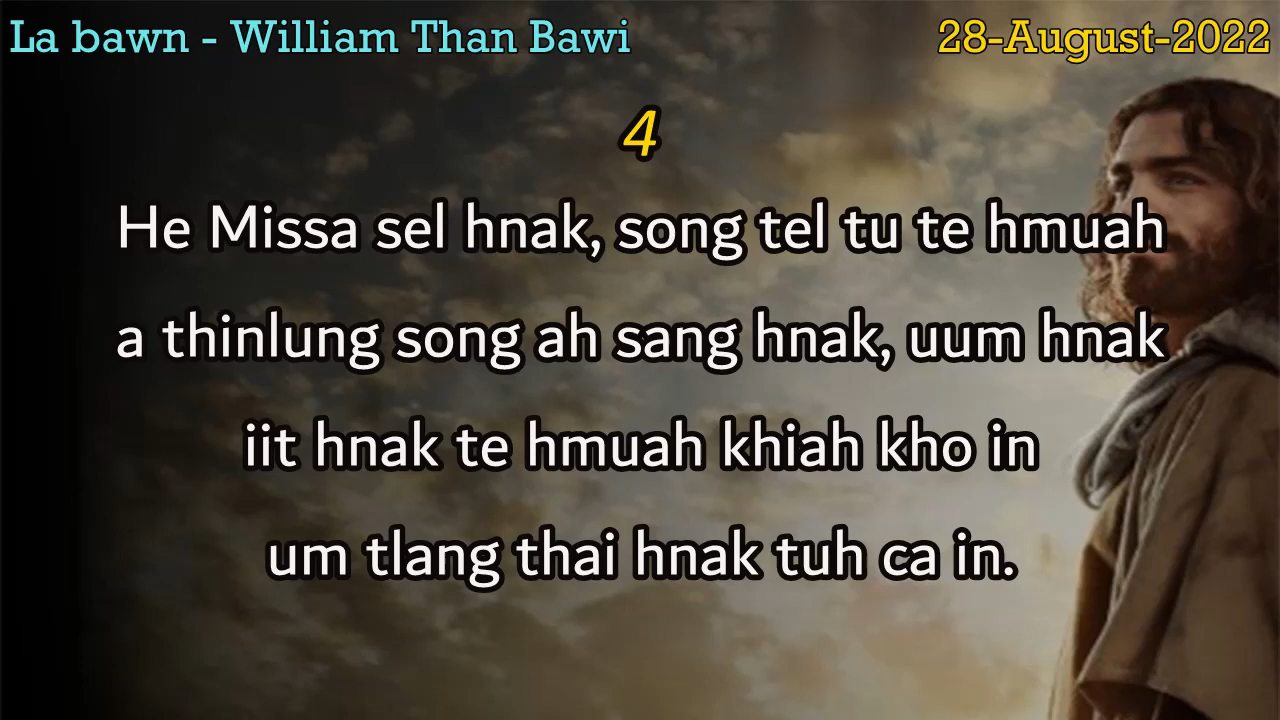 La bawn - William Than Bawi
28-August-2022
4
He Missa sel hnak, song tel tu te hmuah
a thinlung song ah sang hnak, uum hnak
iit hnak te hmuah khiah kho in
um tlang thai hnak tuh ca in.